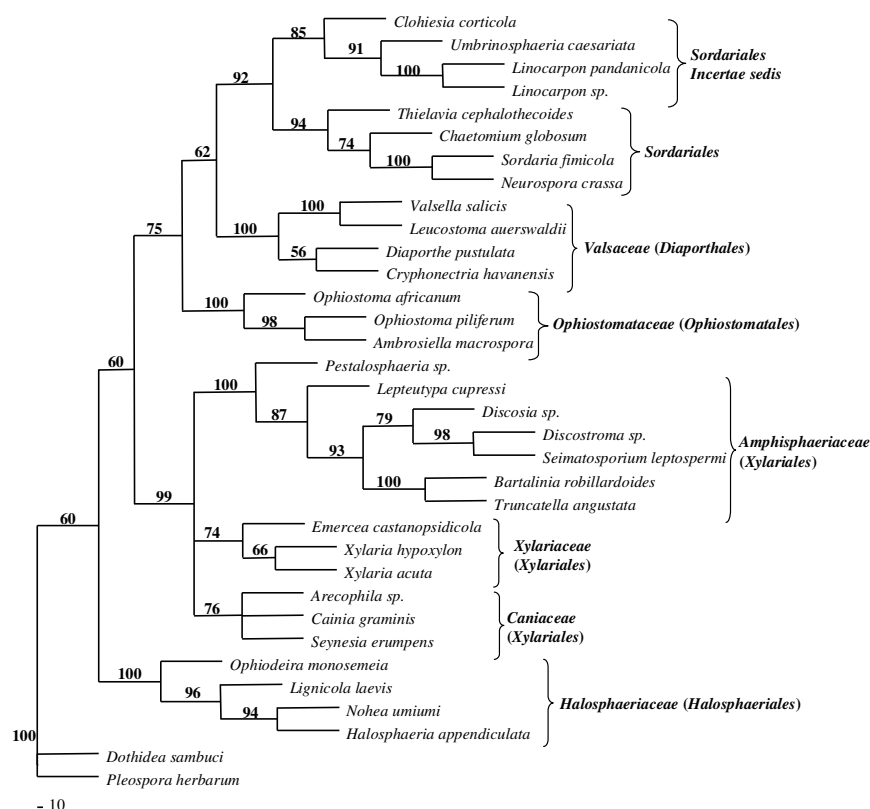 Clohiesia corticola
85
Umbrinosphaeria caesariata
91
Linocarpon pandanicola
100
Linocarpon sp.
Sordariales
Incertae sedis
92
Thielavia cephalothecoides
94
Chaetomium globosum
74
Sordaria fimicola
100
Neurospora crassa
Sordariales
62
Valsella salicis
100
Leucostoma auerswaldii
100
Diaporthe pustulata
56
Cryphonectria havanensis
Valsaceae (Diaporthales)
75
Ophiostoma africanum
100
Ophiostoma piliferum
98
Ambrosiella macrospora
Ophiostomataceae (Ophiostomatales)
60
Pestalosphaeria sp.
100
Lepteutypa cupressi
87
Discosia sp.
79
Discostroma sp.
98
Seimatosporium leptospermi
93
Bartalinia robillardoides
100
Truncatella angustata
Amphisphaeriaceae
(Xylariales)
99
Emercea castanopsidicola
74
Xylaria hypoxylon
66
Xylaria acuta
Xylariaceae
(Xylariales)
60
Arecophila sp.
76
Cainia graminis
Seynesia erumpens
Caniaceae
(Xylariales)
Ophiodeira monosemeia
100
Lignicola laevis
96
Nohea umiumi
94
Halosphaeria appendiculata
Halosphaeriaceae (Halosphaeriales)
100
Dothidea sambuci
Pleospora herbarum
10